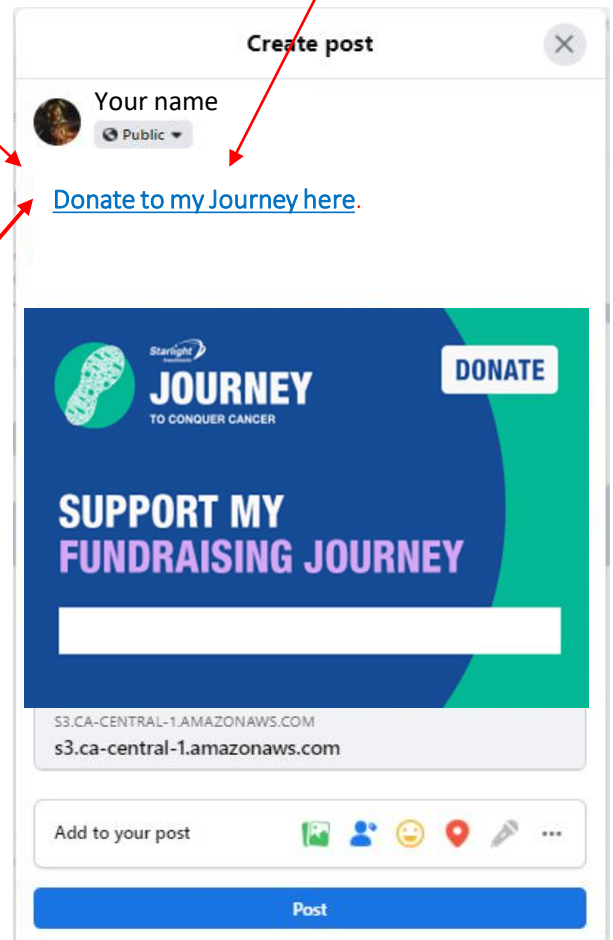 Create post
Your name
Public
Donate to my Journey here.
Starlight
Investments
JOURNEY
TO CONQUER CANCER
DONATE
SUPPORT MY
FUNDRAISING JOURNEY
S3.CA-CENTRAL-1.AMAZONAWS.COM
s3.ca-central-1.amazonaws.com
Add to your post
Post